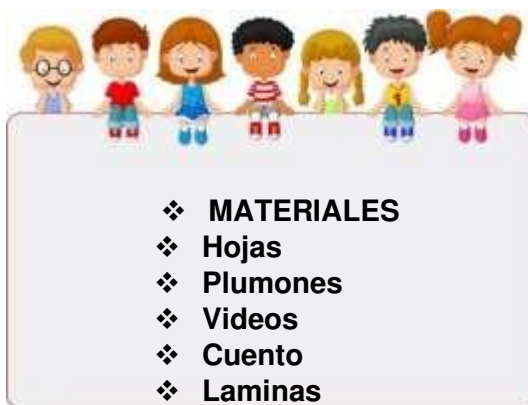 ❖ MATERIALES
❖ Hojas
❖ Plumones
❖ Videos
❖ Cuento
❖ Laminas